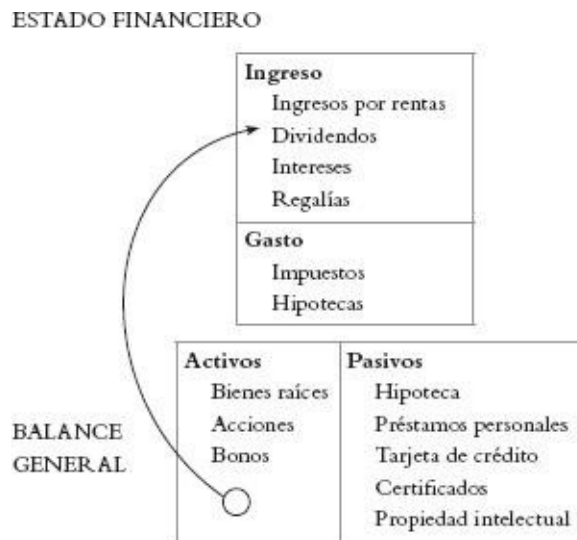 ESTADO FINANCIERO
Ingreso
Ingresos por rentas
Dividendos
Intereses
Regalías
Gasto
Impuestos
Hipotecas
Activos
Bienes raíces
Acciones
Bonos
Pasivos
Hipoteca
Préstamos personales
Tarjeta de crédito
Certificados
Propiedad intelectual
BALANCE
GENERAL